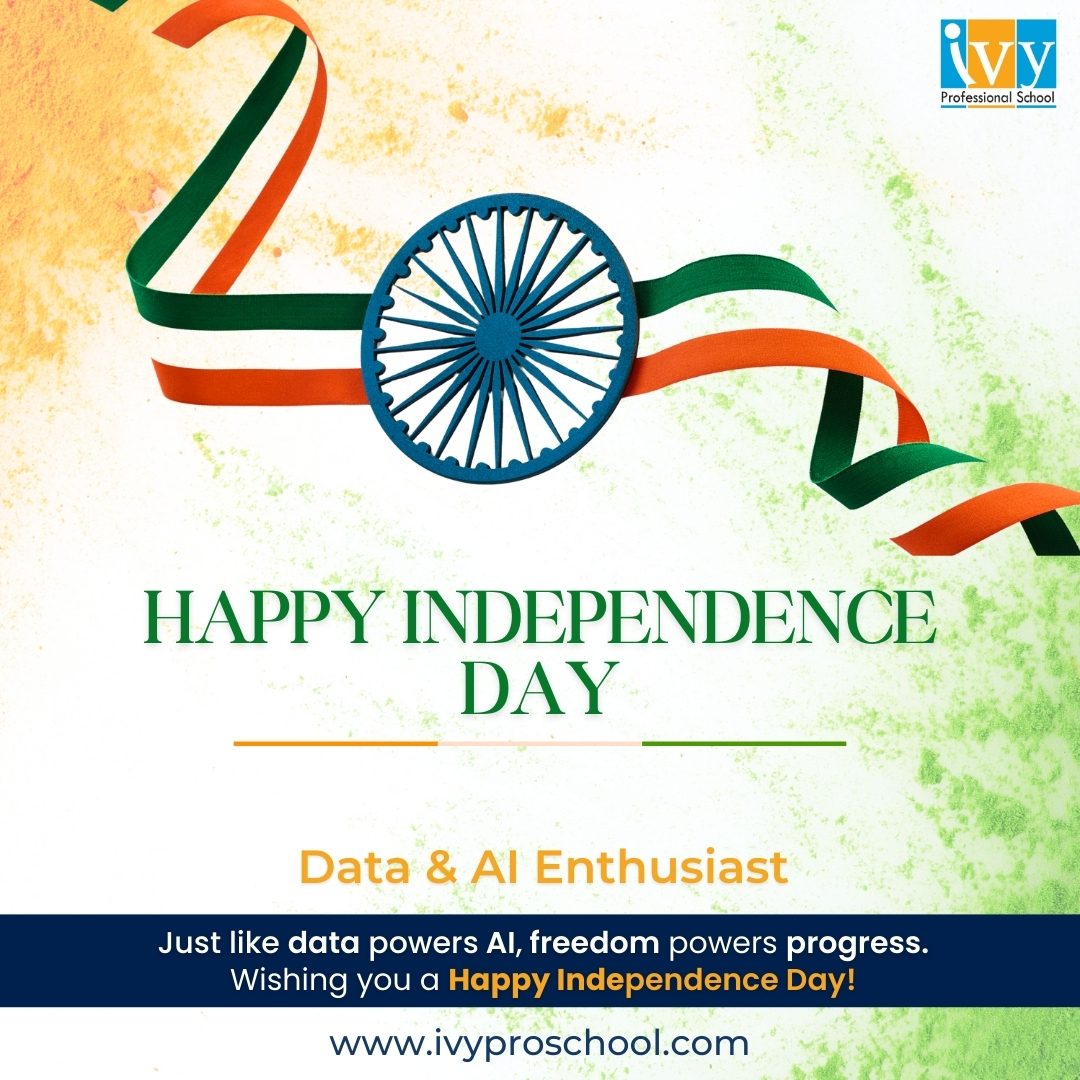 ivy
Professional School
HAPPY INDEPENDENCE
DAY
Data & AI Enthusiast
Just like data powers AI, freedom powers progress.
Wishing you a Happy Independence Day!
www.ivyproschool.com